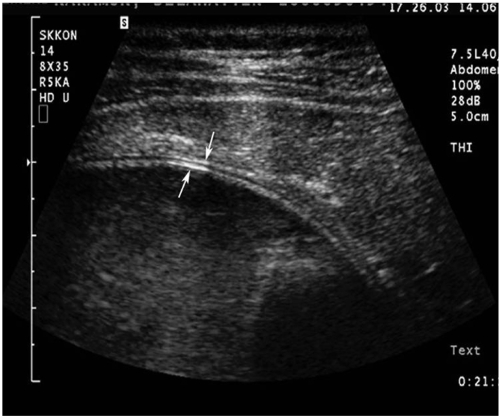 17.26.03 14.06
S
SKKON
14
8X35
R5KA
HD U
7.5L40
Abdome
100%
28dB
5.0cm
THI
Text
0:21: